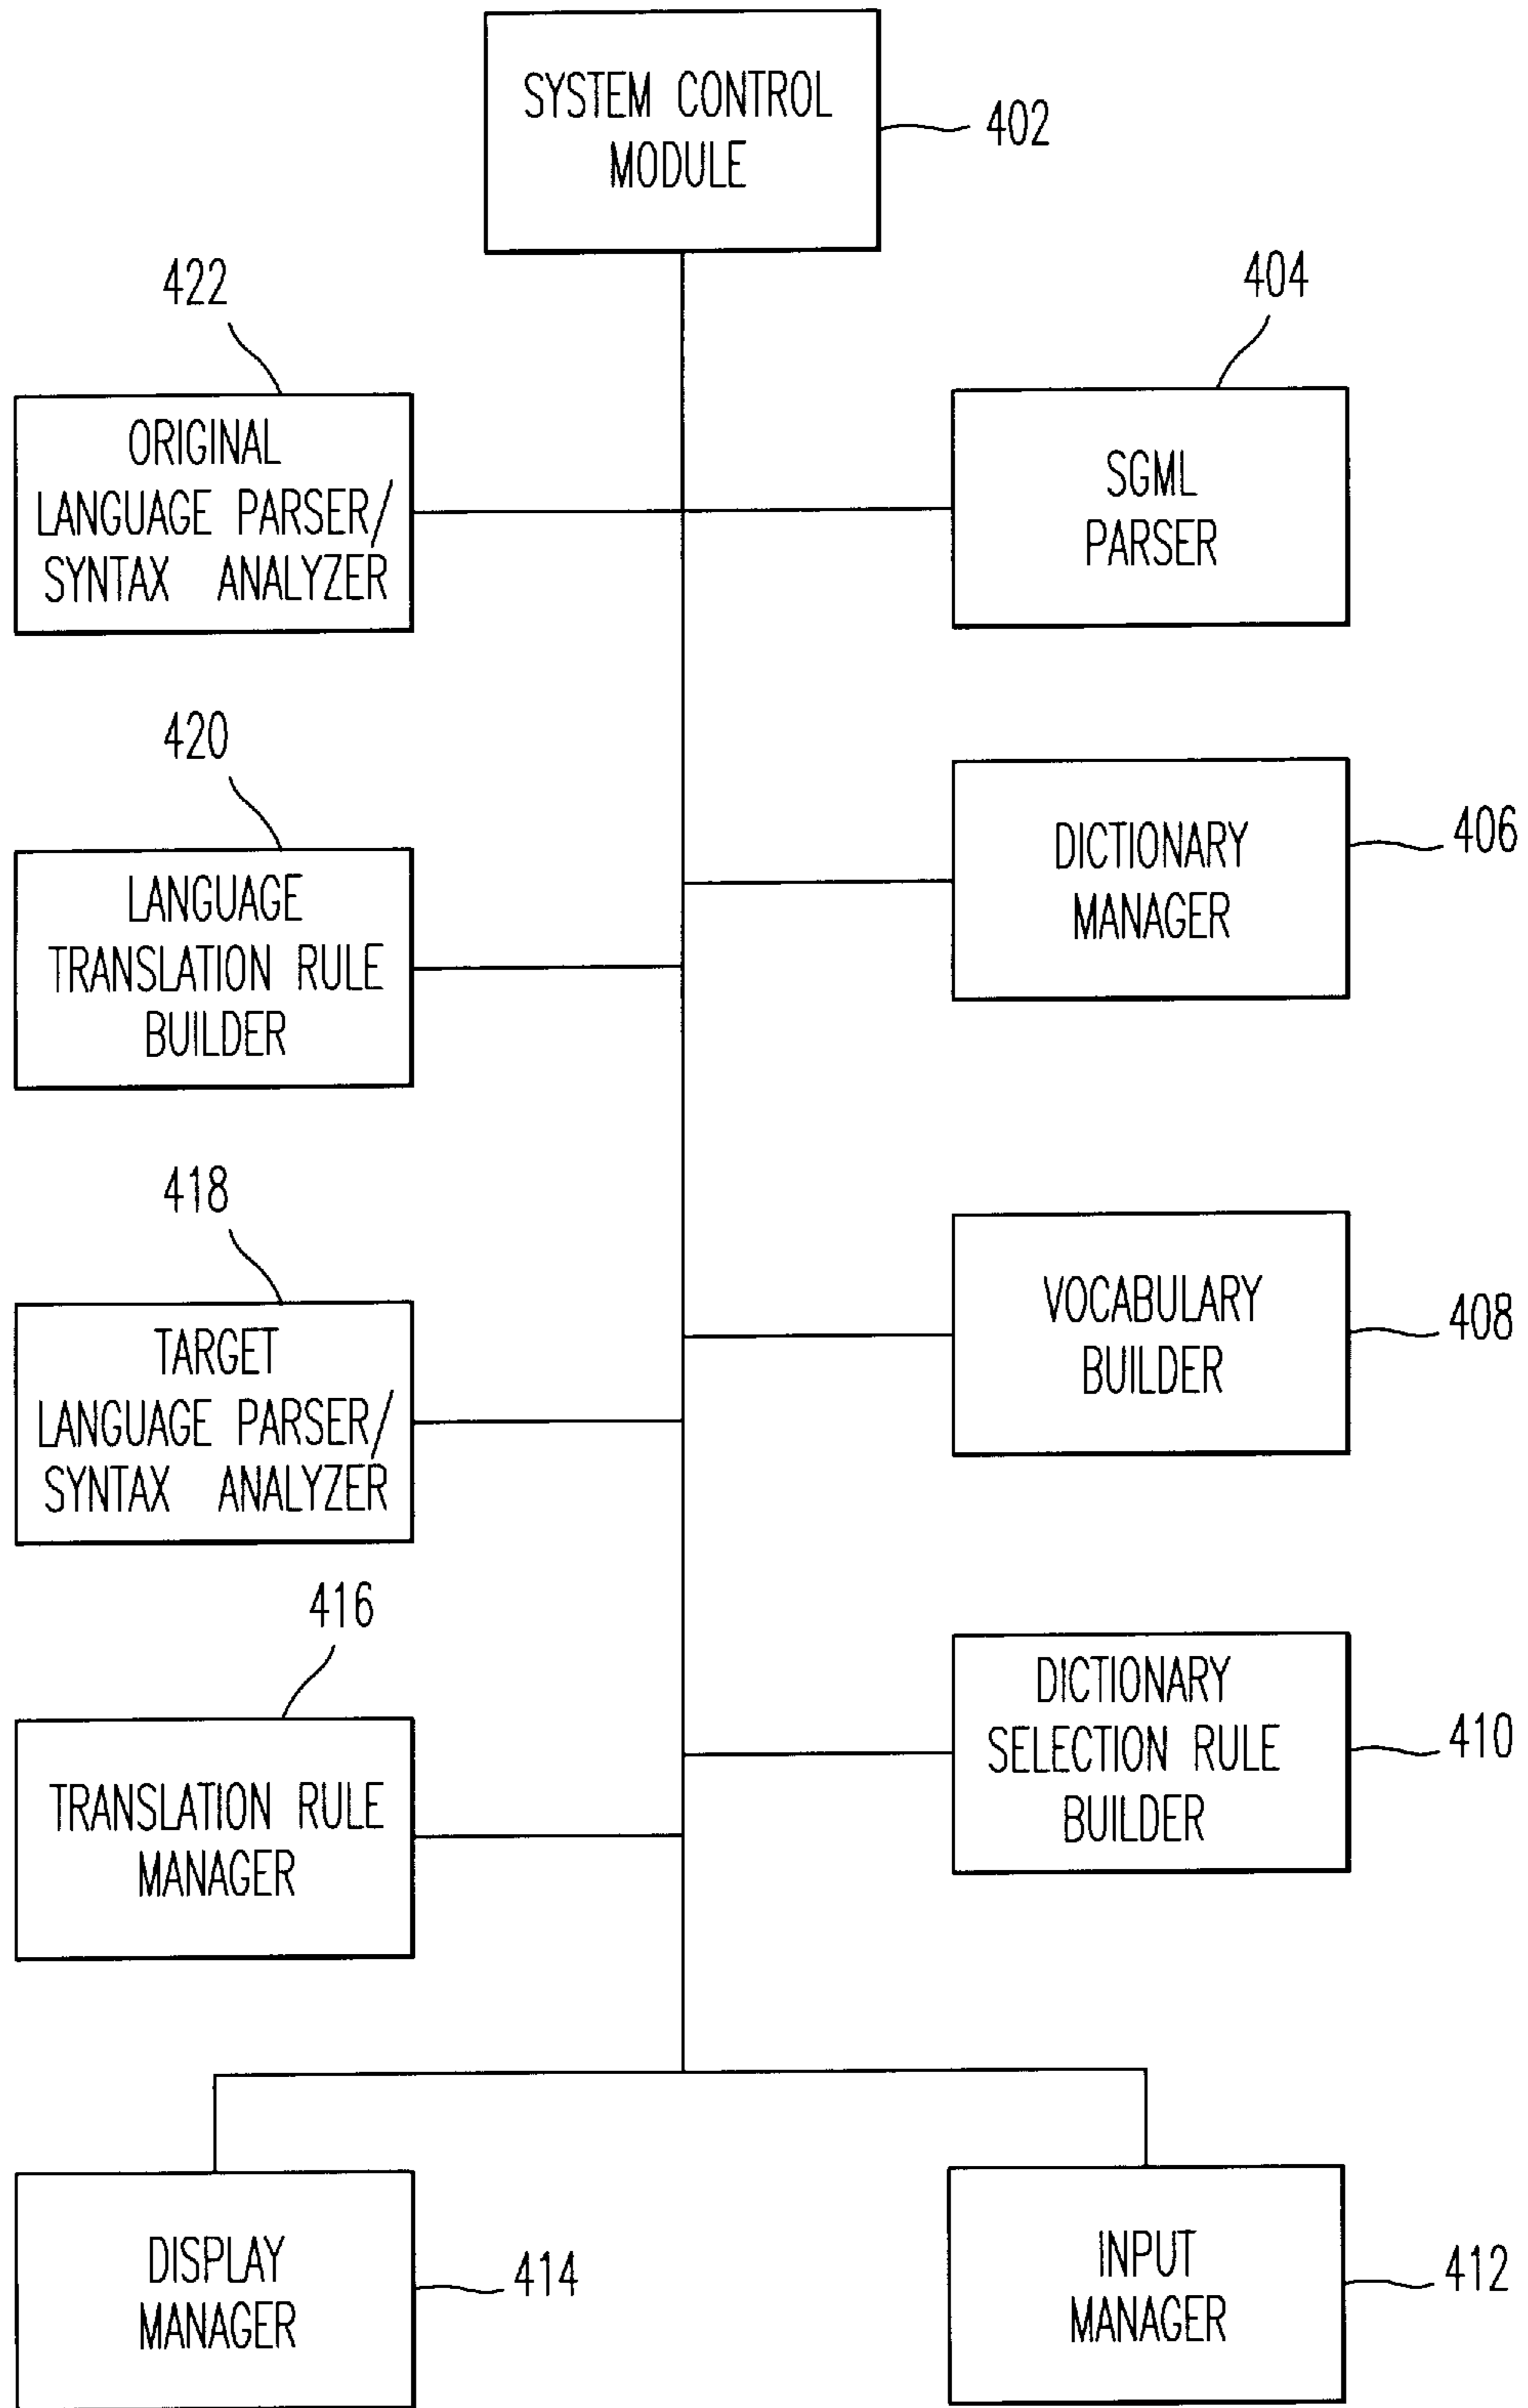 SYSTEM CONTROL
MODULE
402
422
404
ORIGINAL
LANGUAGE PARSER/
SYNTAX ANALYZER
SGML
PARSER
420
406
LANGUAGE
TRANSLATION RULE
BUILDER
DICTIONARY
MANAGER
418
408
TARGET
LANGUAGE PARSER/
SYNTAX ANALYZER
VOCABULARY
BUILDER
416
410
TRANSLATION RULE
MANAGER
DICTIONARY
SELECTION RULE
BUILDER
DISPLAY
MANAGER
414
INPUT
MANAGER
412